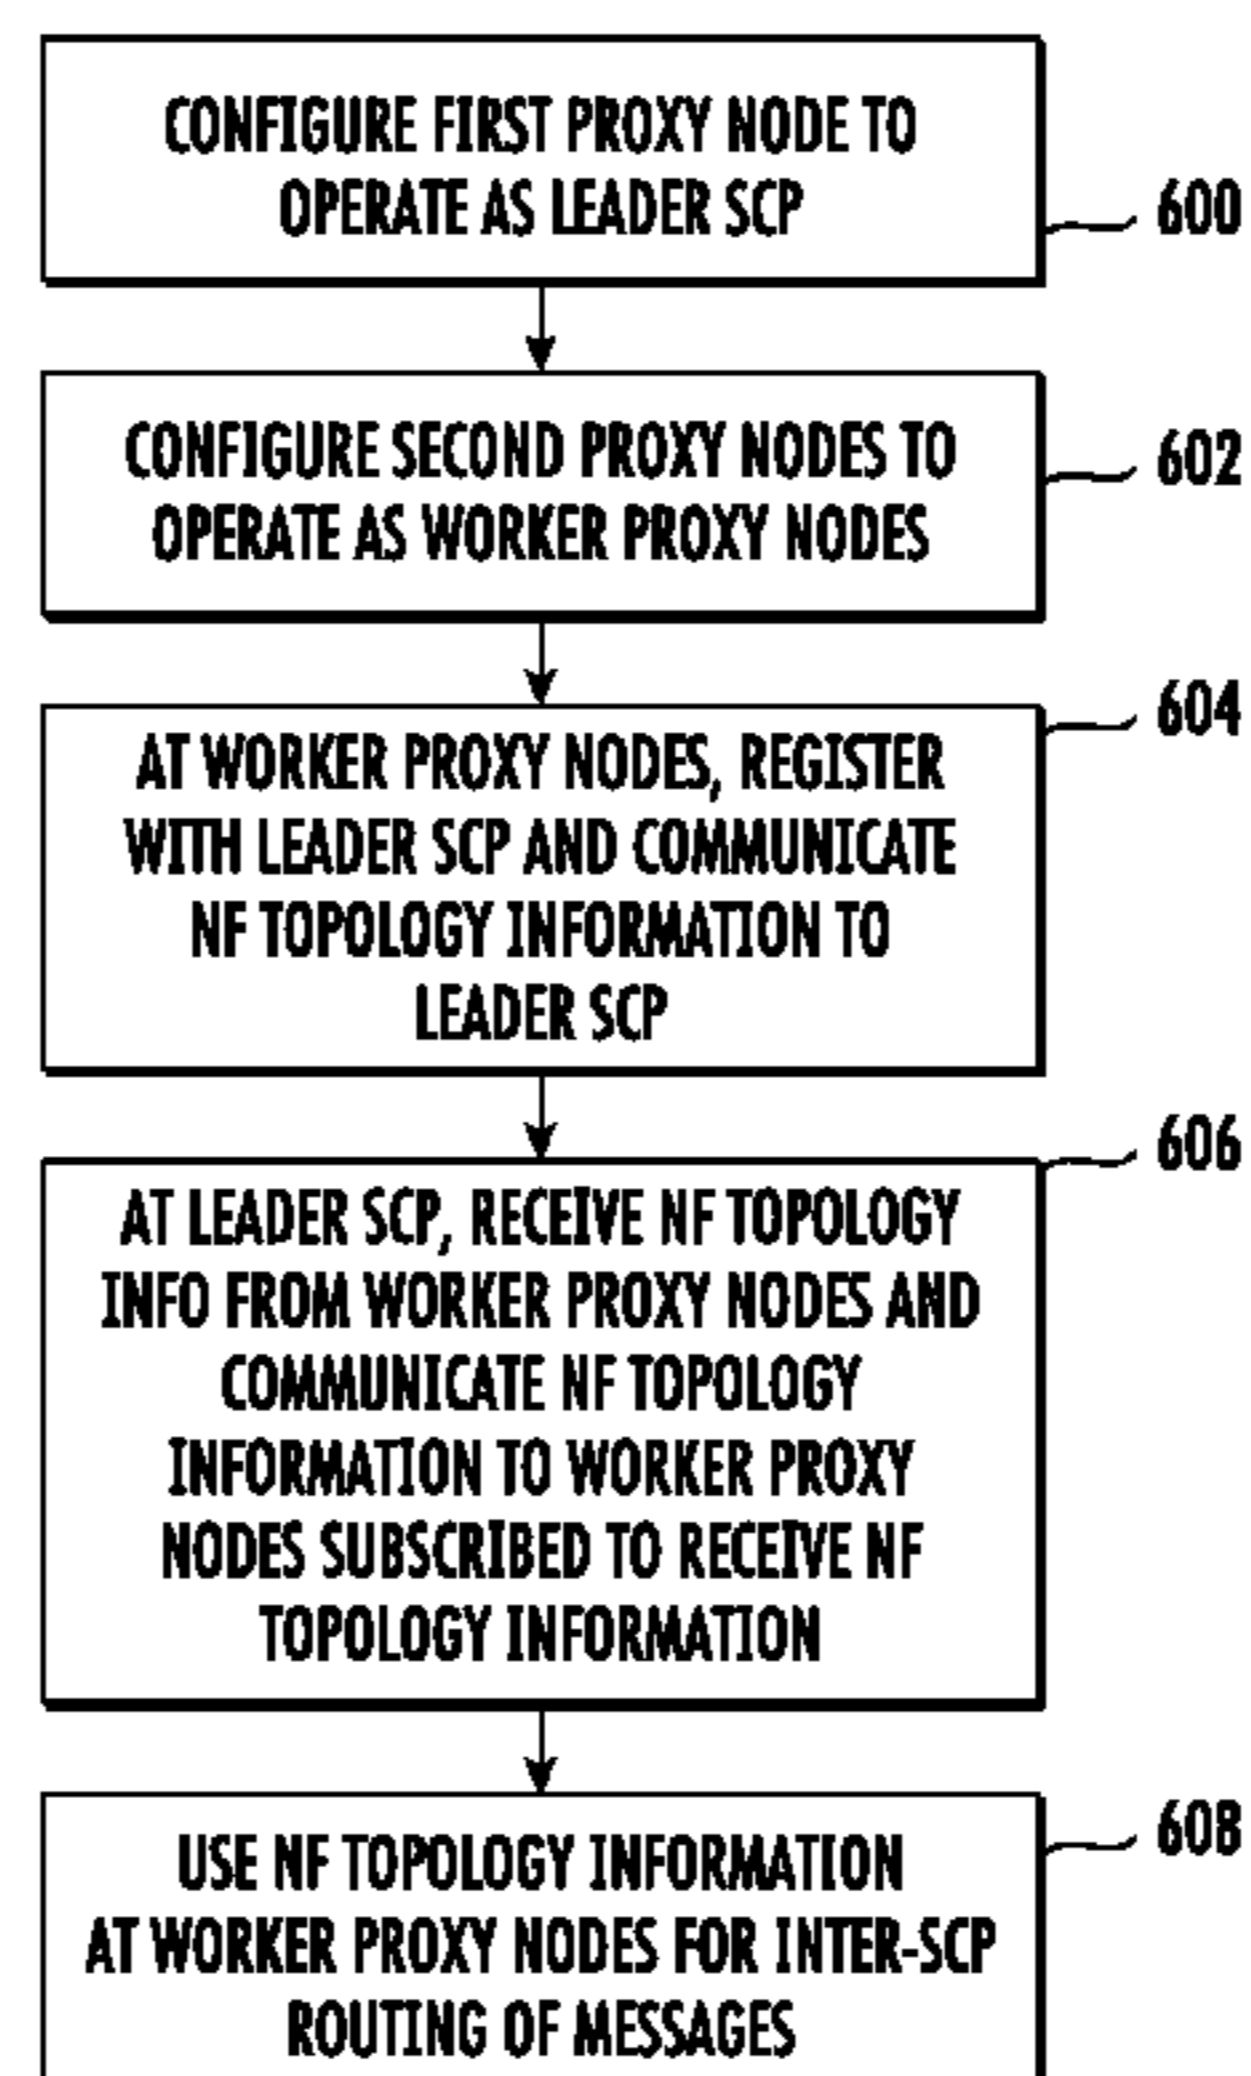 CONFIGURE FIRST PROXY NODE TO
OPERATE AS LEADER SCP
600
CONFIGURE SECOND PROXY NODES TO
OPERATE AS WORKER PROXY NODES
602
604
AT WORKER PROXY NODES, REGISTER
WITH LEADER SCP AND COMMUNICATE
NF TOPOLOGY INFORMATION TO
LEADER SCP
606
AT LEADER SCP, RECEIVE NF TOPOLOGY
INFO FROM WORKER PROXY NODES AND
COMMUNICATE NF TOPOLOGY
INFORMATION TO WORKER PROXY
NODES SUBSCRIBED TO RECEIVE NF
TOPOLOGY INFORMATION
608
USE NF TOPOLOGY INFORMATION
AT WORKER PROXY NODES FOR INTER-SCP
ROUTING OF MESSAGES